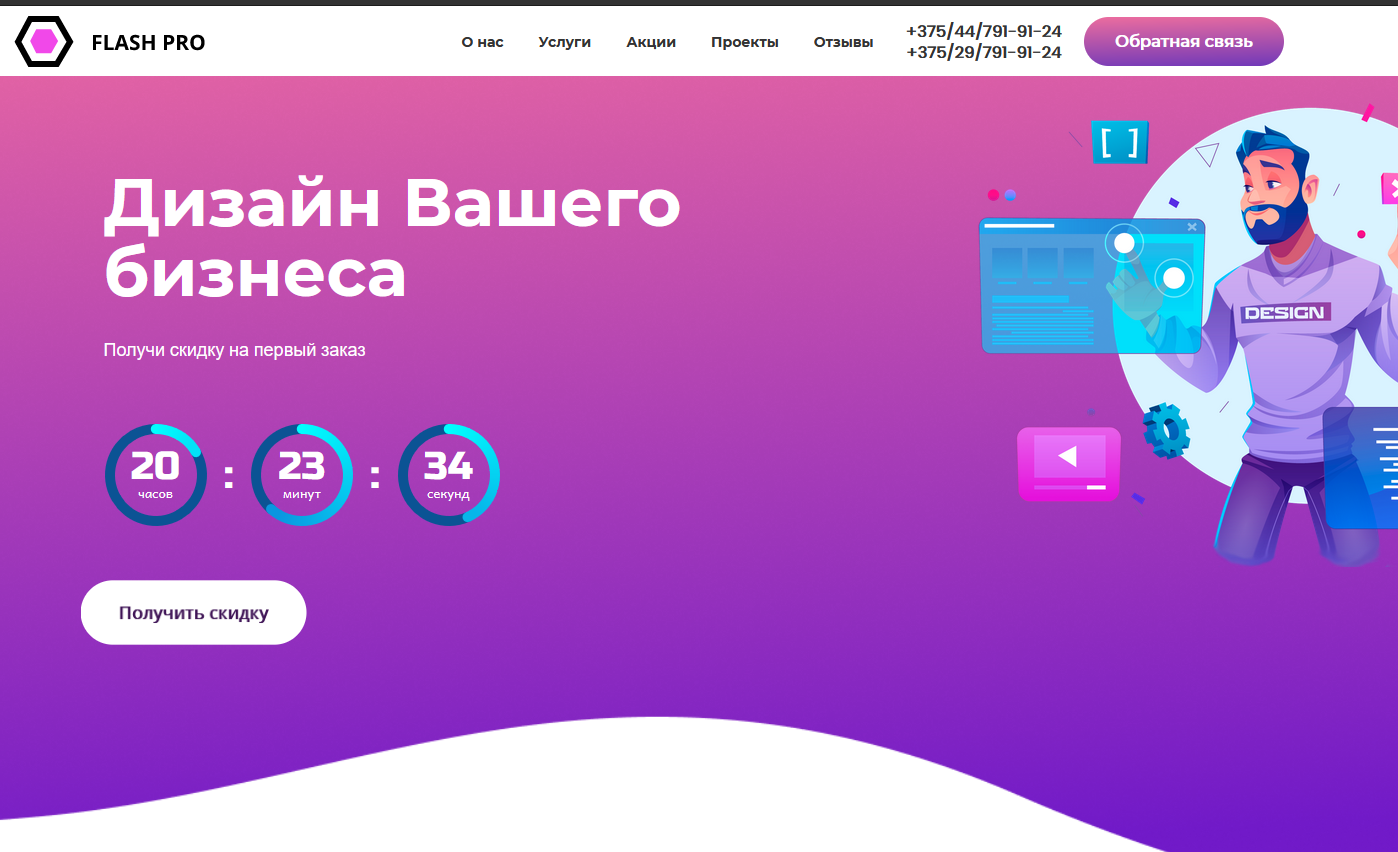 FLASH PRO
О нас
Услуги
Акции
Проекты
Отзывы
+375/44/791-91-24
+375/29/791-91-24
Обратная связь
Дизайн Вашего
бизнеса
Получи скидку на первый заказ
20 : 23 : 34
часов минут секунд
Получить скидку
[ ]
DESIGN